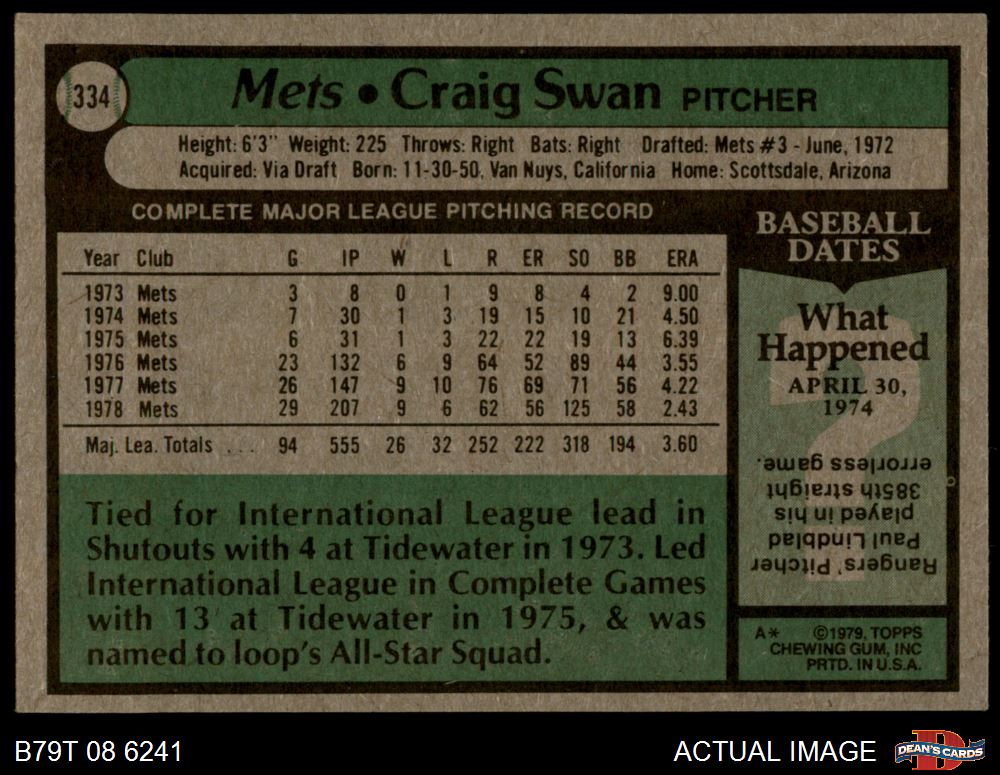 334
Mets • Craig Swan PITCHER
Height: 6'3" Weight: 225 Throws: Right Bats: Right Drafted: Mets #3 - June, 1972
Acquired: Via Draft Born: 11-30-50, Van Nuys, California Home: Scottsdale, Arizona
COMPLETE MAJOR LEAGUE PITCHING RECORD
Year Club G IP W L R ER SO BB ERA
1973 Mets 3 8 0 1 9 8 4 2 9.00
1974 Mets 7 30 1 3 19 15 10 21 4.50
1975 Mets 6 31 1 3 22 22 19 13 6.39
1976 Mets 23 132 6 9 64 52 89 44 3.55
1977 Mets 26 147 9 10 76 69 71 56 4.22
1978 Mets 29 207 9 6 62 56 125 58 2.43
Maj. Lea. Totals . . . 94 555 26 32 252 222 318 194 3.60
Tied for International League lead in
Shutouts with 4 at Tidewater in 1973. Led
International League in Complete Games
with 13 at Tidewater in 1975, & was
named to loop's All-Star Squad.
BASEBALL
DATES
What
Happened
APRIL 30,
1974
?
Rangers' Pitcher
Paul Lindblad
played in his
385th straight
errorless game.
A* ©1979, TOPPS
CHEWING GUM, INC
PRTD. IN U.S.A.
B79T 08 6241
ACTUAL IMAGE
D
DEAN'S CARDS